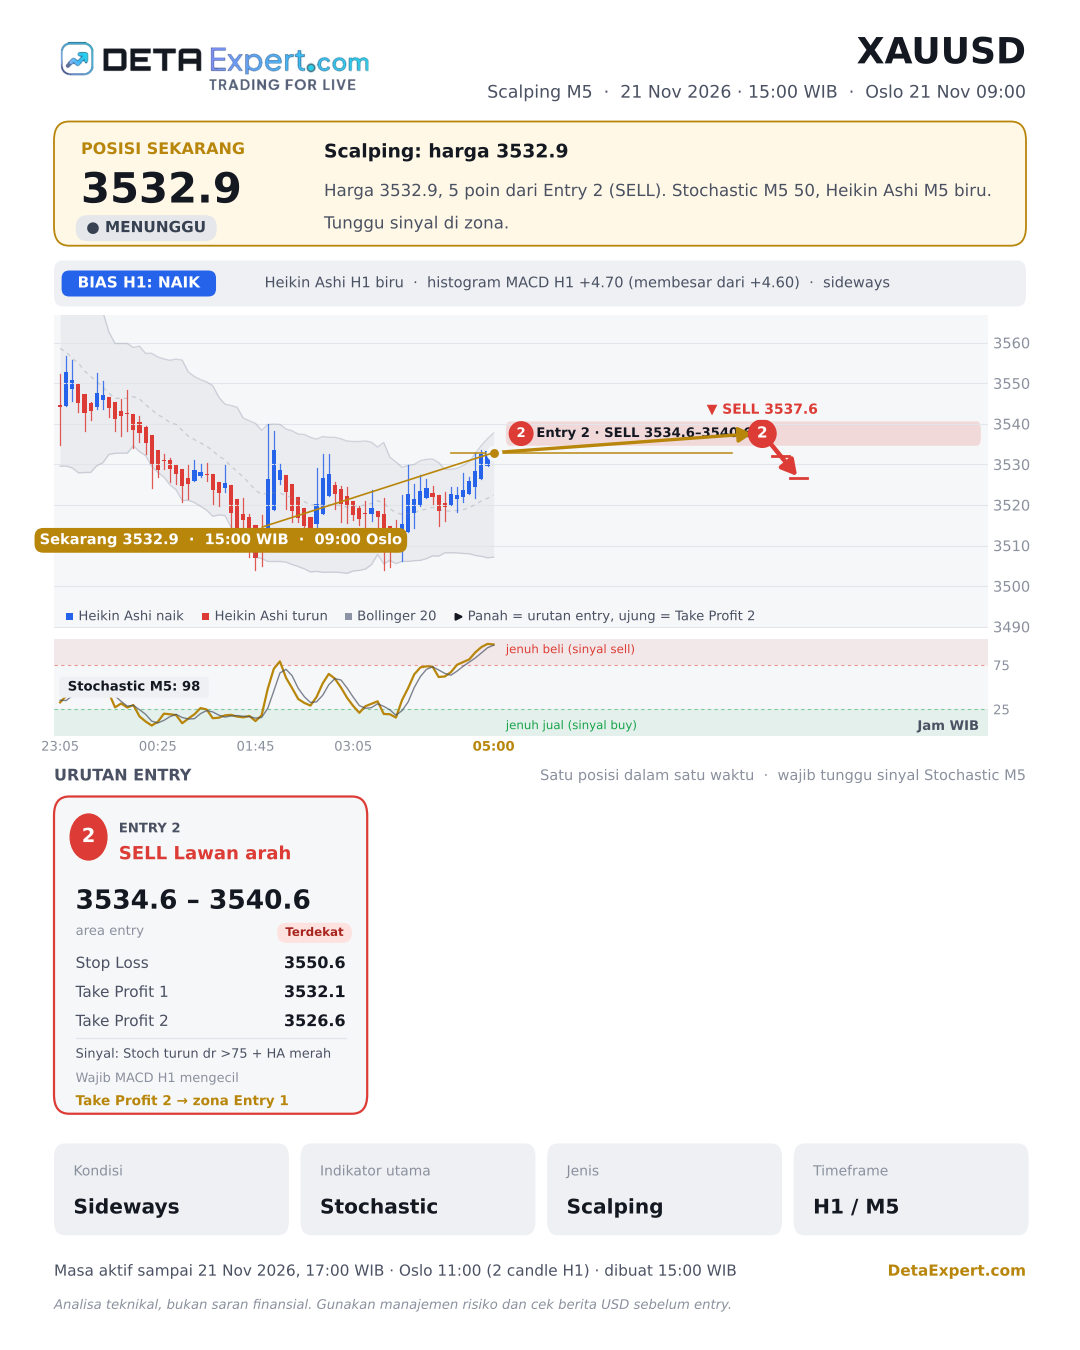 DETA Expert.com
TRADING FOR LIVE
XAUUSD
Scalping M5 · 21 Nov 2026 · 15:00 WIB · Oslo 21 Nov 09:00
POSISI SEKARANG
3532.9
● MENUNGGU
Scalping: harga 3532.9
Harga 3532.9, 5 poin dari Entry 2 (SELL). Stochastic M5 50, Heikin Ashi M5 biru.
Tunggu sinyal di zona.
BIAS H1: NAIK
Heikin Ashi H1 biru · histogram MACD H1 +4.70 (membesar dari +4.60) · sideways
3560
3550
3540
3530
3520
3510
3500
3490
▼ SELL 3537.6
2
Entry 2 · SELL 3534.6–3540.6
2
Sekarang 3532.9 · 15:00 WIB · 09:00 Oslo
Heikin Ashi naik
Heikin Ashi turun
Bollinger 20
Panah = urutan entry, ujung = Take Profit 2
jenuh beli (sinyal sell)
75
Stochastic M5: 98
25
jenuh jual (sinyal buy)
Jam WIB
23:05
00:25
01:45
03:05
05:00
URUTAN ENTRY
Satu posisi dalam satu waktu · wajib tunggu sinyal Stochastic M5
2
ENTRY 2
SELL Lawan arah
3534.6 – 3540.6
area entry
Terdekat
Stop Loss 3550.6
Take Profit 1 3532.1
Take Profit 2 3526.6
Sinyal: Stoch turun dr >75 + HA merah
Wajib MACD H1 mengecil
Take Profit 2 → zona Entry 1
Kondisi
Sideways
Indikator utama
Stochastic
Jenis
Scalping
Timeframe
H1 / M5
Masa aktif sampai 21 Nov 2026, 17:00 WIB · Oslo 11:00 (2 candle H1) · dibuat 15:00 WIB
DetaExpert.com
Analisa teknikal, bukan saran finansial. Gunakan manajemen risiko dan cek berita USD sebelum entry.